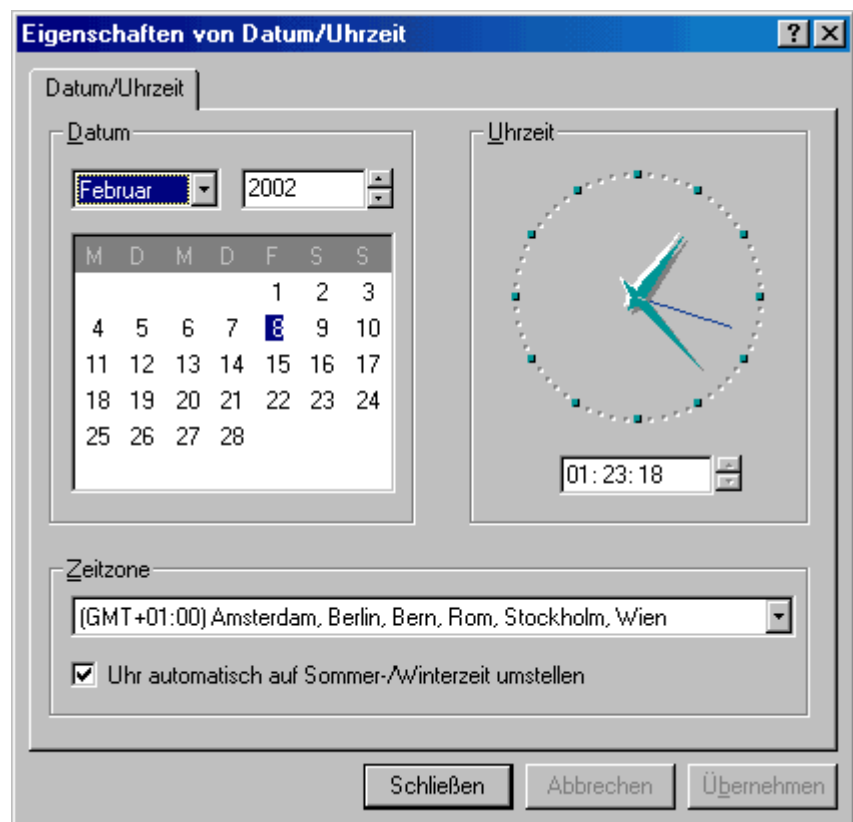 Eigenschaften von Datum/Uhrzeit
Datum/Uhrzeit
Datum
Uhrzeit
Februar 2002
M D M D F S S
1 2 3
4 5 6 7 8 9 10
11 12 13 14 15 16 17
18 19 20 21 22 23 24
25 26 27 28
01:23:18
Zeitzone
(GMT+01:00) Amsterdam, Berlin, Bern, Rom, Stockholm, Wien
Uhr automatisch auf Sommer-/Winterzeit umstellen
Schließen Abbrechen Übernehmen